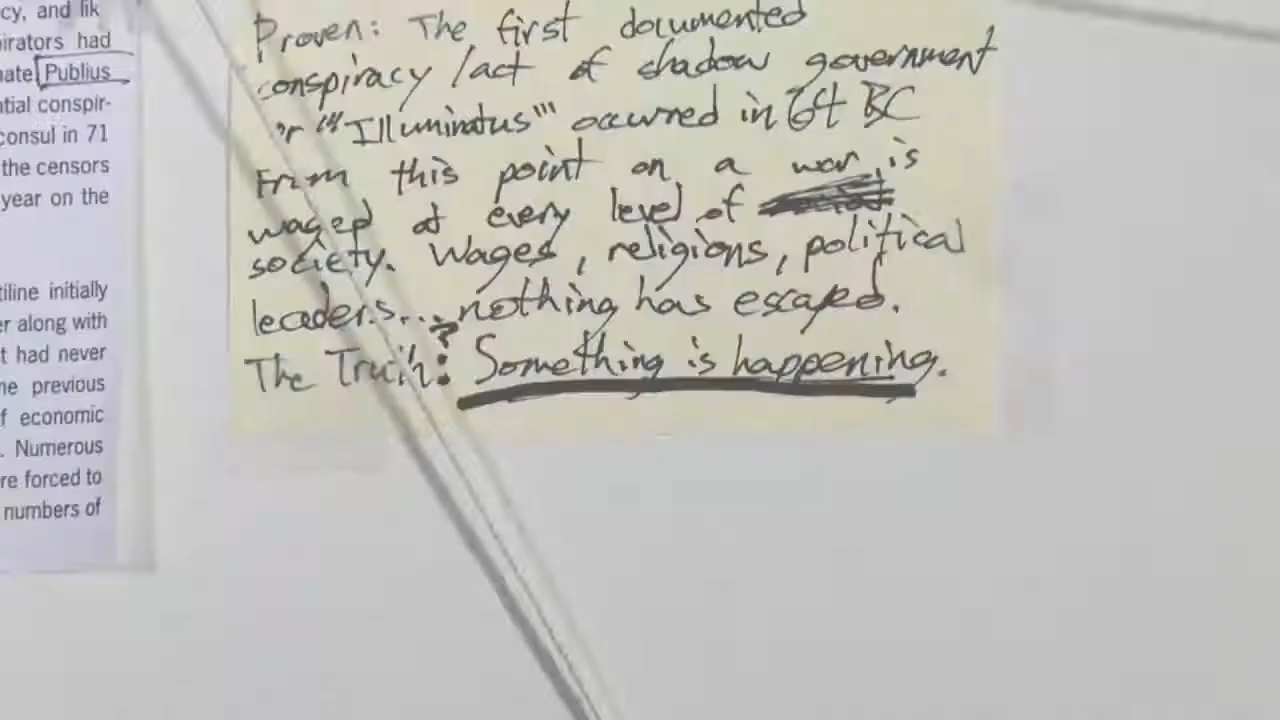 cy, and lik
pirators had
nate Publius
ntial conspir-
consul in 71
the censors
year on the
tiline initially
er along with
t had never
ne previous
f economic
. Numerous
re forced to
numbers of
Proven: The first documented
conspiracy /act of shadow government
or "'Illuminatus"' occurred in 64 BC
From this point on a war is
waged at every level of
society. Wages, religions, political
leaders... nothing has escaped.
The Truth?: Something is happening.